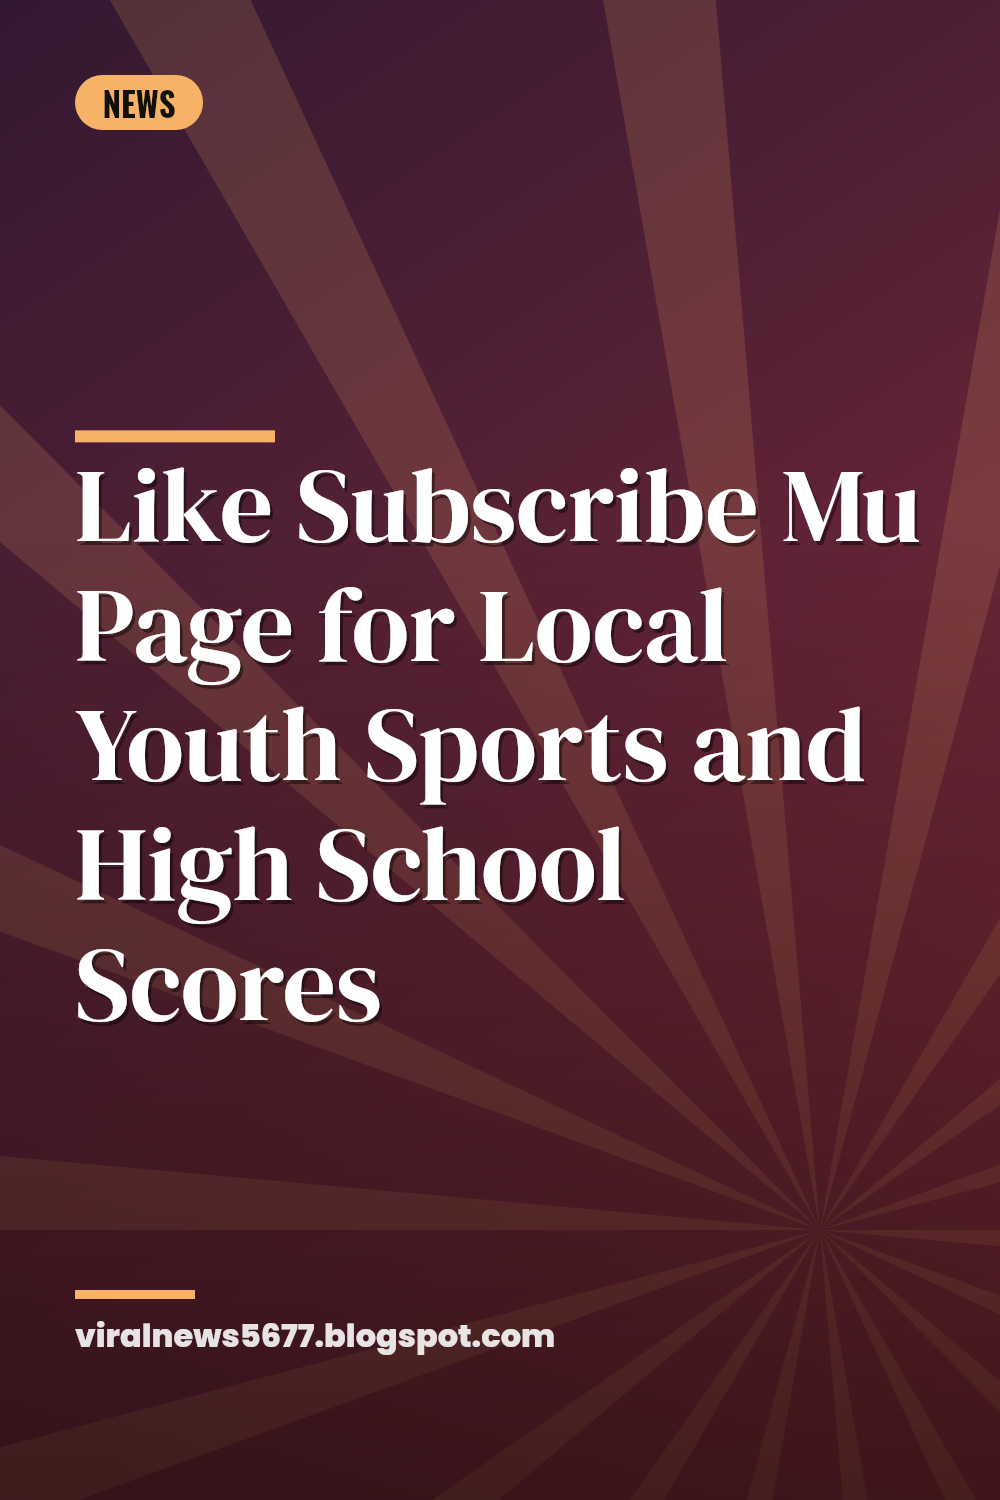 NEWS
Like Subscribe Mu
Page for Local
Youth Sports and
High School
Scores
viralnews5677.blogspot.com